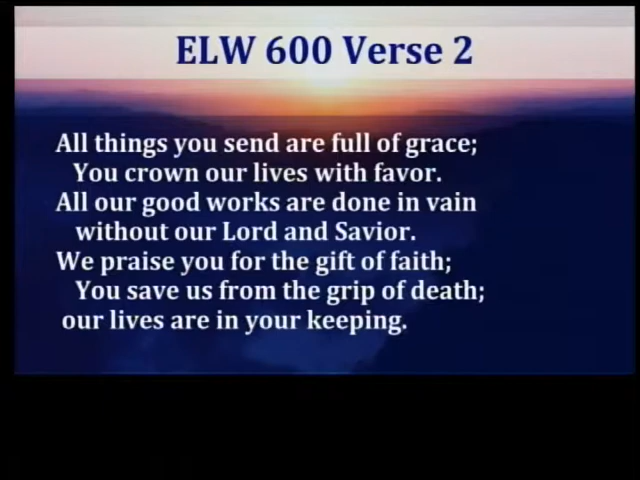 ELW 600 Verse 2
All things you send are full of grace;
You crown our lives with favor.
All our good works are done in vain
without our Lord and Savior.
We praise you for the gift of faith;
You save us from the grip of death;
our lives are in your keeping.